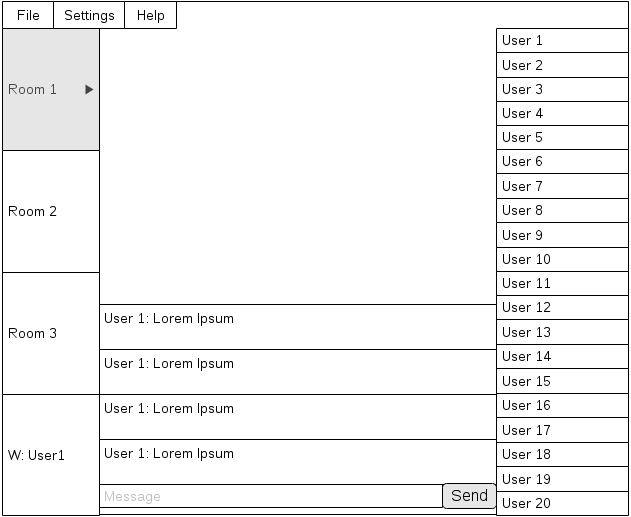 File Settings Help
Room 1
Room 2
Room 3
W: User1
User 1: Lorem Ipsum
User 1: Lorem Ipsum
User 1: Lorem Ipsum
User 1: Lorem Ipsum
Message
Send
User 1
User 2
User 3
User 4
User 5
User 6
User 7
User 8
User 9
User 10
User 11
User 12
User 13
User 14
User 15
User 16
User 17
User 18
User 19
User 20